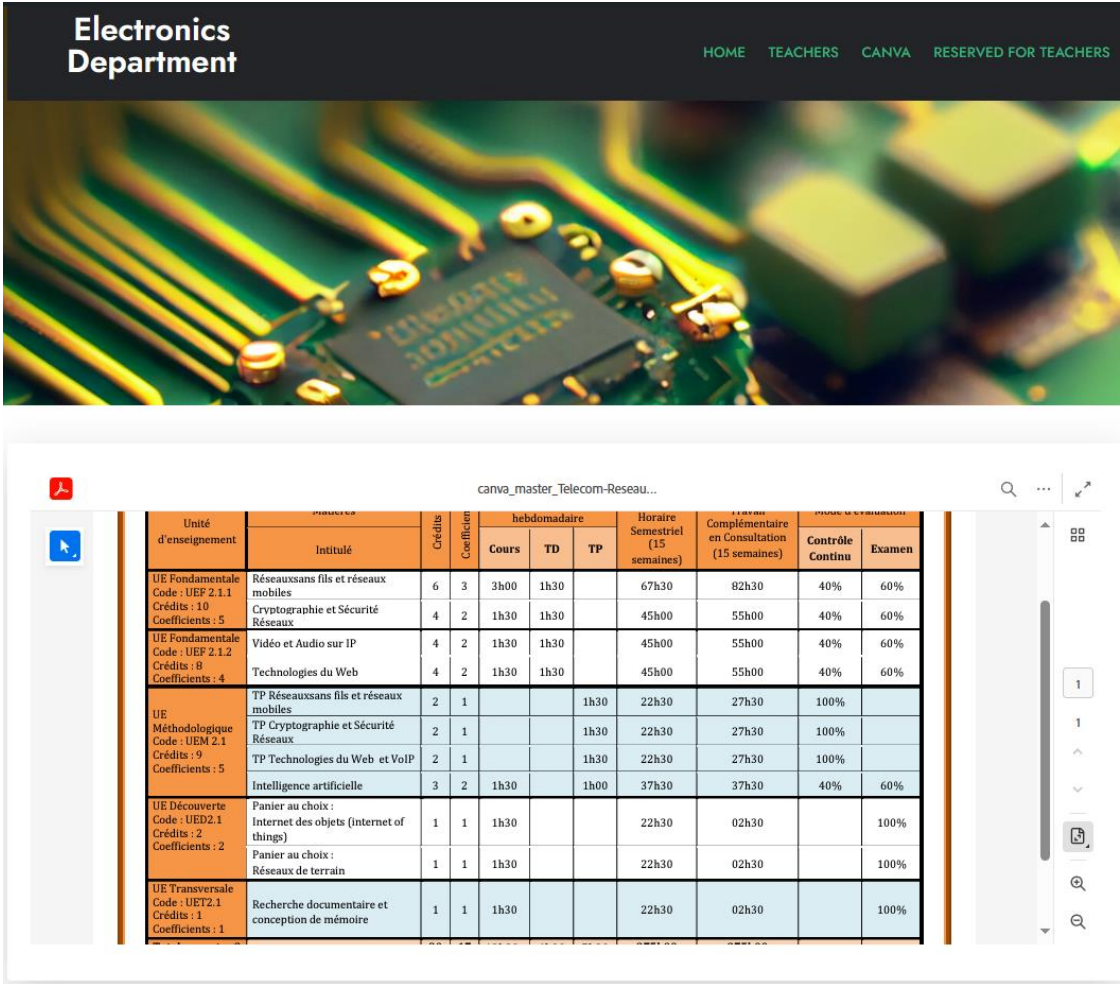 Electronics
Department
HOME TEACHERS CANVA RESERVED FOR TEACHERS
canva_master_Telecom-Reseau...
Unité
d'enseignement
Matières
Intitulé
Crédits
Coefficien
hebdomadaire
Cours TD TP
Horaire
Semestriel
(15
semaines)
Travail
Complémentaire
en Consultation
(15 semaines)
Mode d'évaluation
Contrôle
Continu
Examen
UE Fondamentale
Code : UEF 2.1.1
Crédits : 10
Coefficients : 5
Réseauxsans fils et réseaux
mobiles
6 3 3h00 1h30 67h30 82h30 40% 60%
Cryptographie et Sécurité
Réseaux
4 2 1h30 1h30 45h00 55h00 40% 60%
UE Fondamentale
Code : UEF 2.1.2
Crédits : 8
Coefficients : 4
Vidéo et Audio sur IP 4 2 1h30 1h30 45h00 55h00 40% 60%
Technologies du Web 4 2 1h30 1h30 45h00 55h00 40% 60%
UE
Méthodologique
Code : UEM 2.1
Crédits : 9
Coefficients : 5
TP Réseauxsans fils et réseaux
mobiles
2 1 1h30 22h30 27h30 100%
TP Cryptographie et Sécurité
Réseaux
2 1 1h30 22h30 27h30 100%
TP Technologies du Web et VoIP 2 1 1h30 22h30 27h30 100%
Intelligence artificielle 3 2 1h30 1h00 37h30 37h30 40% 60%
UE Découverte
Code : UED2.1
Crédits : 2
Coefficients : 2
Panier au choix :
Internet des objets (internet of
things)
1 1 1h30 22h30 02h30 100%
Panier au choix :
Réseaux de terrain
1 1 1h30 22h30 02h30 100%
UE Transversale
Code : UET2.1
Crédits : 1
Coefficients : 1
Recherche documentaire et
conception de mémoire
1 1 1h30 22h30 02h30 100%
1
1